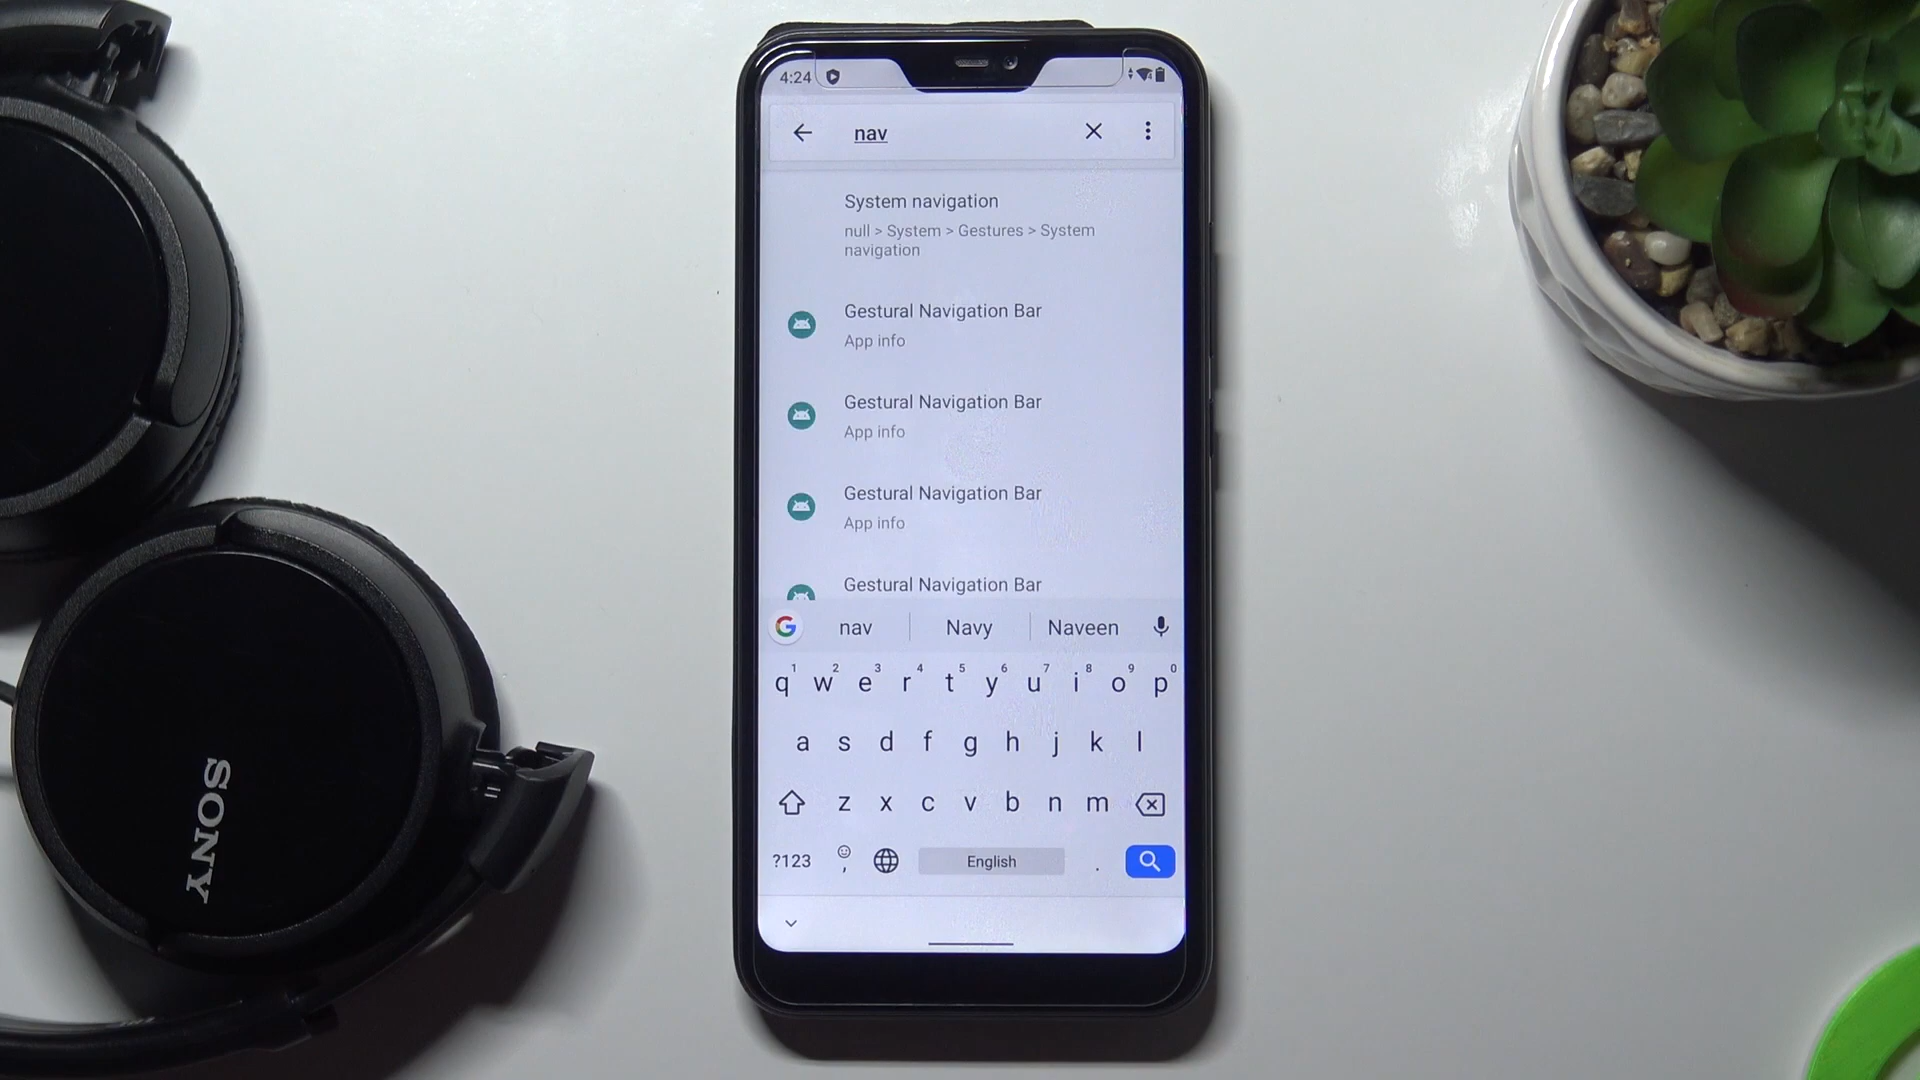 4:24
nav
System navigation
null > System > Gestures > System
navigation
Gestural Navigation Bar
App info
Gestural Navigation Bar
App info
Gestural Navigation Bar
App info
Gestural Navigation Bar
G nav Navy Naveen
1 2 3 4 5 6 7 8 9 0
q w e r t y u i o p
a s d f g h j k l
z x c v b n m
?123 , English .
SONY